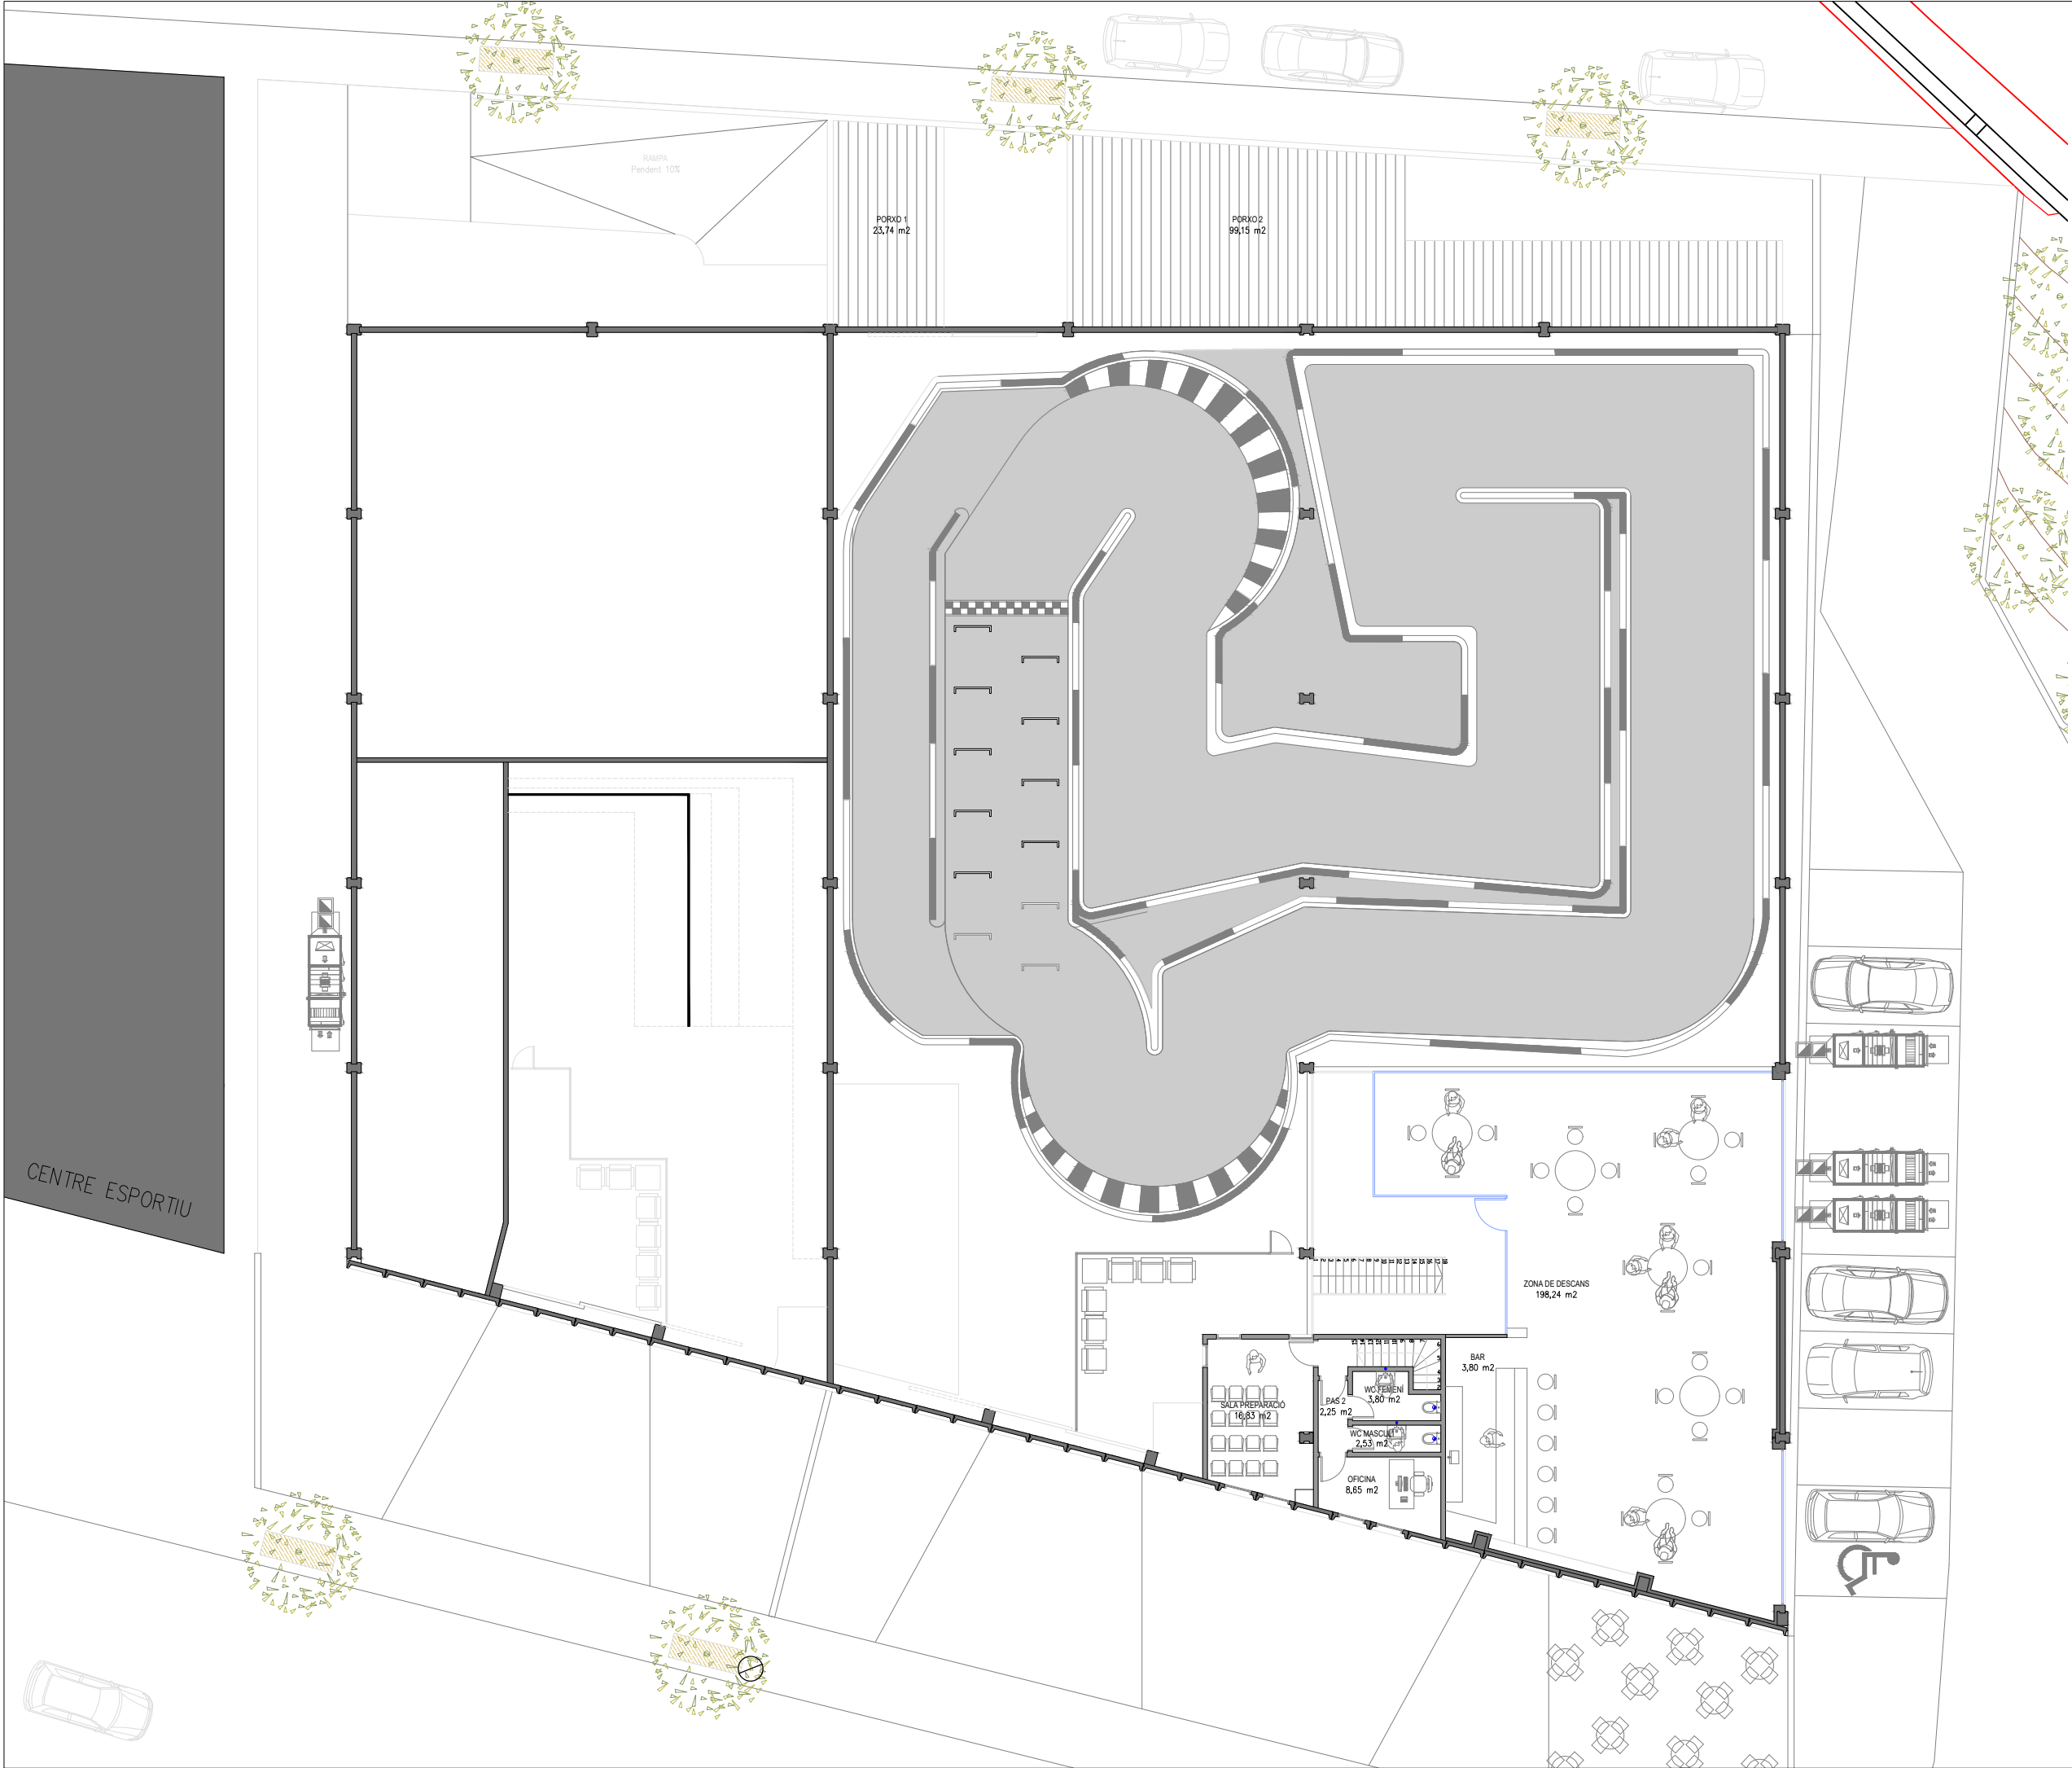 RAMPA
Pendent 10%
PORXO 1
23,74 m2
PORXO 2
99,15 m2
CENTRE ESPORTIU
ZONA DE DESCANS
198,24 m2
BAR
3,80 m2
WC FEMENÍ
3,80 m2
PAS 2
2,25 m2
SALA PREPARACIÓ
16,83 m2
WC MASCULÍ
2,53 m2
OFICINA
8,65 m2